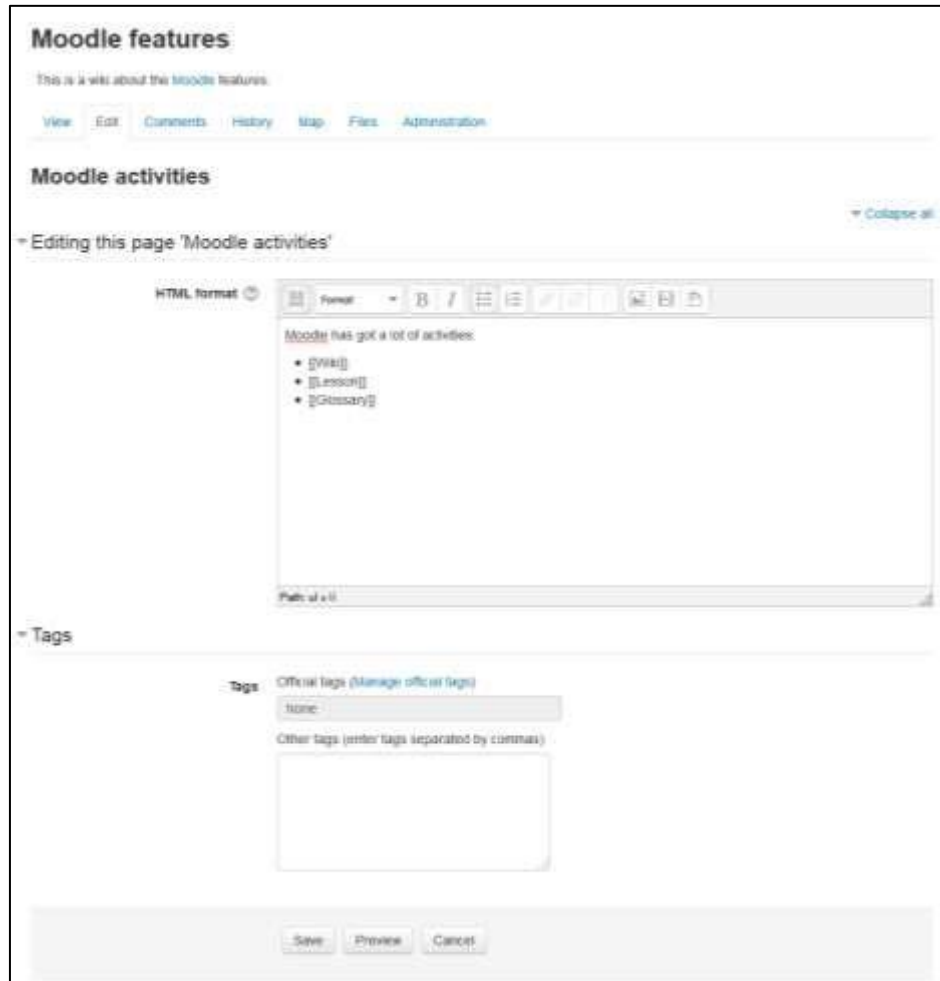 Moodle features
This is a wiki about the Moodle features.
View Edit Comments History Map Files Administration
Moodle activities
Collapse all
Editing this page 'Moodle activities'
HTML format
Format B I
Moodle has got a lot of activities:
[[Wiki]]
[[Lesson]]
[[Glossary]]
Path: ul » li
Tags
Tags Official tags (Manage official tags)
None
Other tags (enter tags separated by commas)
Save Preview Cancel